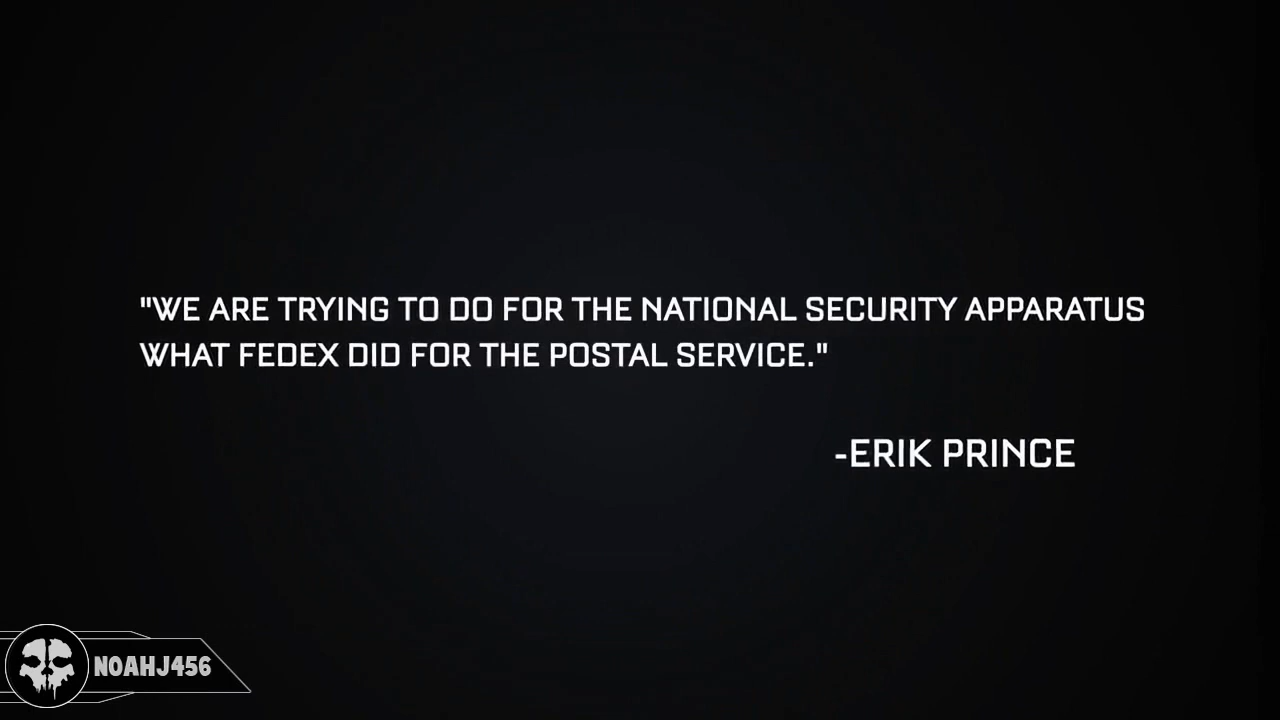 "WE ARE TRYING TO DO FOR THE NATIONAL SECURITY APPARATUS
WHAT FEDEX DID FOR THE POSTAL SERVICE."
-ERIK PRINCE
NOAHJ456